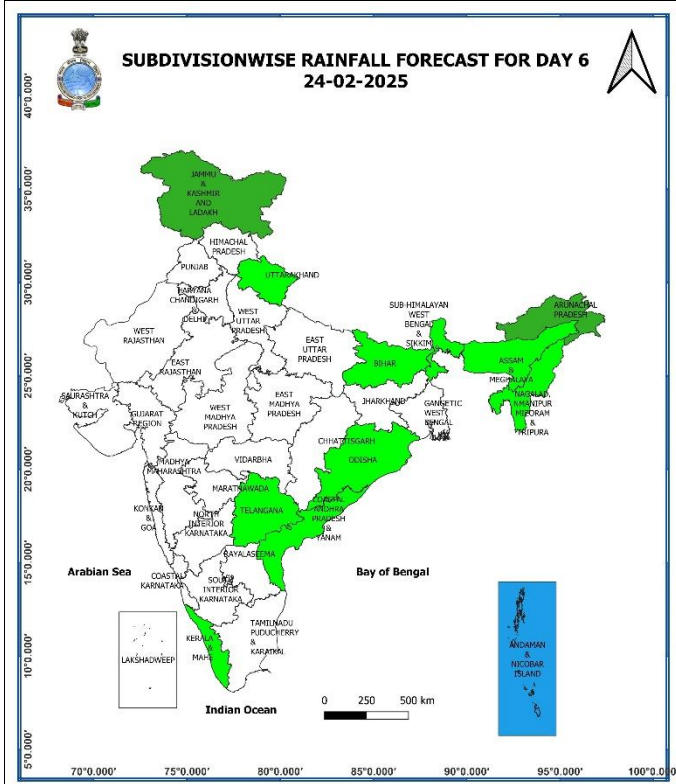 SUBDIVISIONWISE RAINFALL FORECAST FOR DAY 6
24-02-2025
40°0.000'
35°0.000'
30°0.000'
25°0.000'
20°0.000'
15°0.000'
10°0.000'
5°0.000'
JAMMU
&
KASHMIR
AND
LADAKH
HIMACHAL
PRADESH
PUNJAB
UTTARAKHAND
HARYANA
CHANDIGARH
&
DELHI
WEST
UTTAR
PRADESH
SUB-HIMALAYAN
WEST
BENGAL
&
SIKKIM
ARUNACHAL
PRADESH
WEST
RAJASTHAN
EAST
UTTAR
PRADESH
EAST
RAJASTHAN
BIHAR
ASSAM
&
MEGHALAYA
SAURASHTRA
&
KUTCH
GUJARAT
REGION
WEST
MADHYA
PRADESH
EAST
MADHYA
PRADESH
JHARKHAND
GANGETIC
WEST
BENGAL
NAGALAND,
MANIPUR
MIZORAM
&
TRIPURA
CHHATTISGARH
ODISHA
MADHYA
MAHARASHTRA
VIDARBHA
MARATHAWADA
TELANGANA
COASTAL
ANDHRA
PRADESH
&
YANAM
KONKAN
&
GOA
NORTH
INTERIOR
KARNATAKA
RAYALASEEMA
Arabian Sea
Bay of Bengal
COASTAL
KARNATAKA
SOUTH
INTERIOR
KARNATAKA
TAMILNADU
PUDUCHERRY
&
KARAIKAL
KERALA
&
MAHE
LAKSHADWEEP
ANDAMAN
&
NICOBAR
ISLAND
Indian Ocean
0 250 500 km
70°0.000' 75°0.000' 80°0.000' 85°0.000' 90°0.000' 95°0.000' 100°0.000